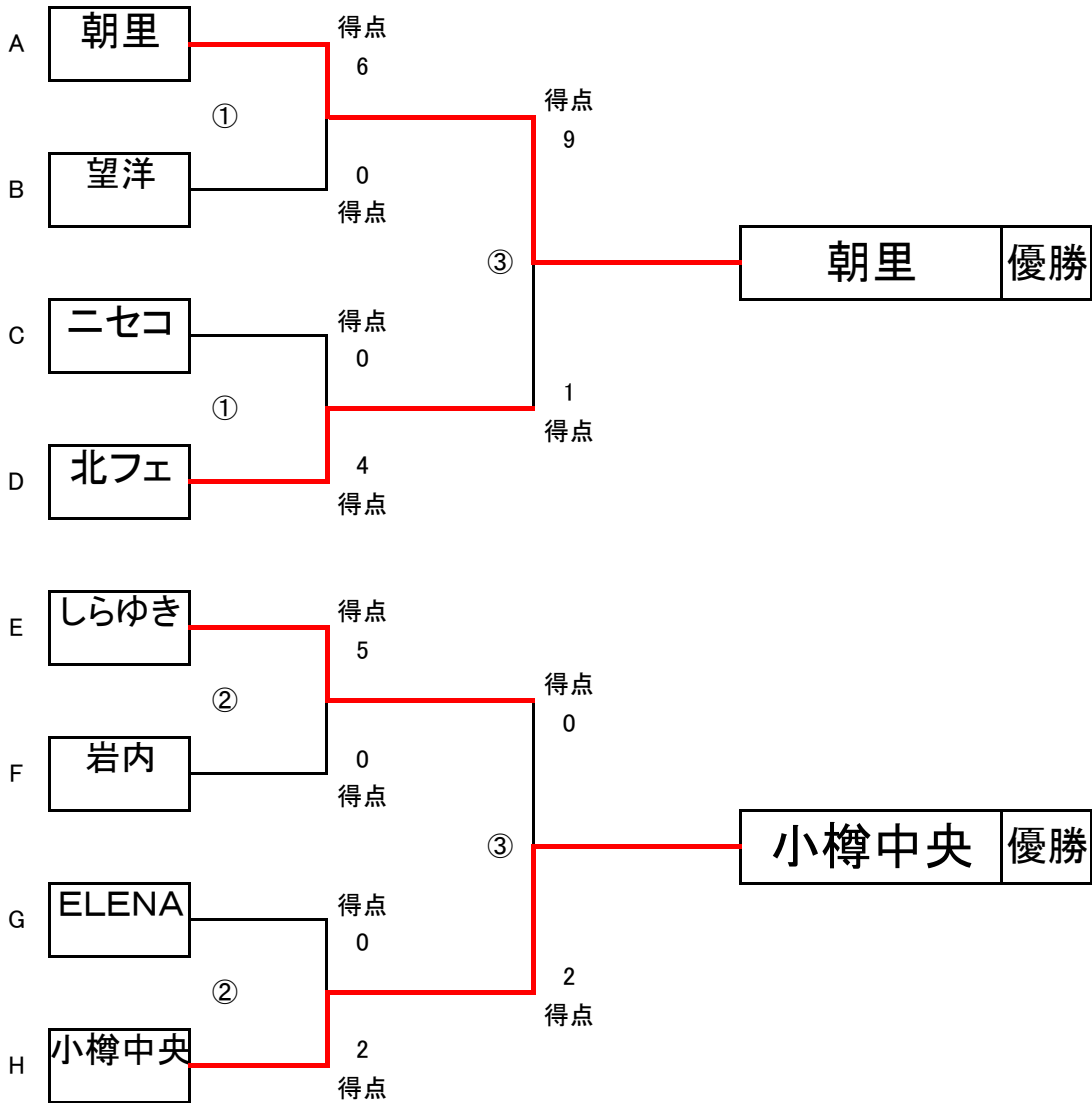 得点
A 朝里
6
得点
①
9
B 望洋
0
得点
③
朝里 優勝
得点
C ニセコ
0
①
1
得点
D 北フェ
4
得点
E しらゆき
得点
5
得点
②
0
F 岩内
0
得点
③
小樽中央 優勝
G ELENA
得点
0
②
2
得点
H 小樽中央
2
得点